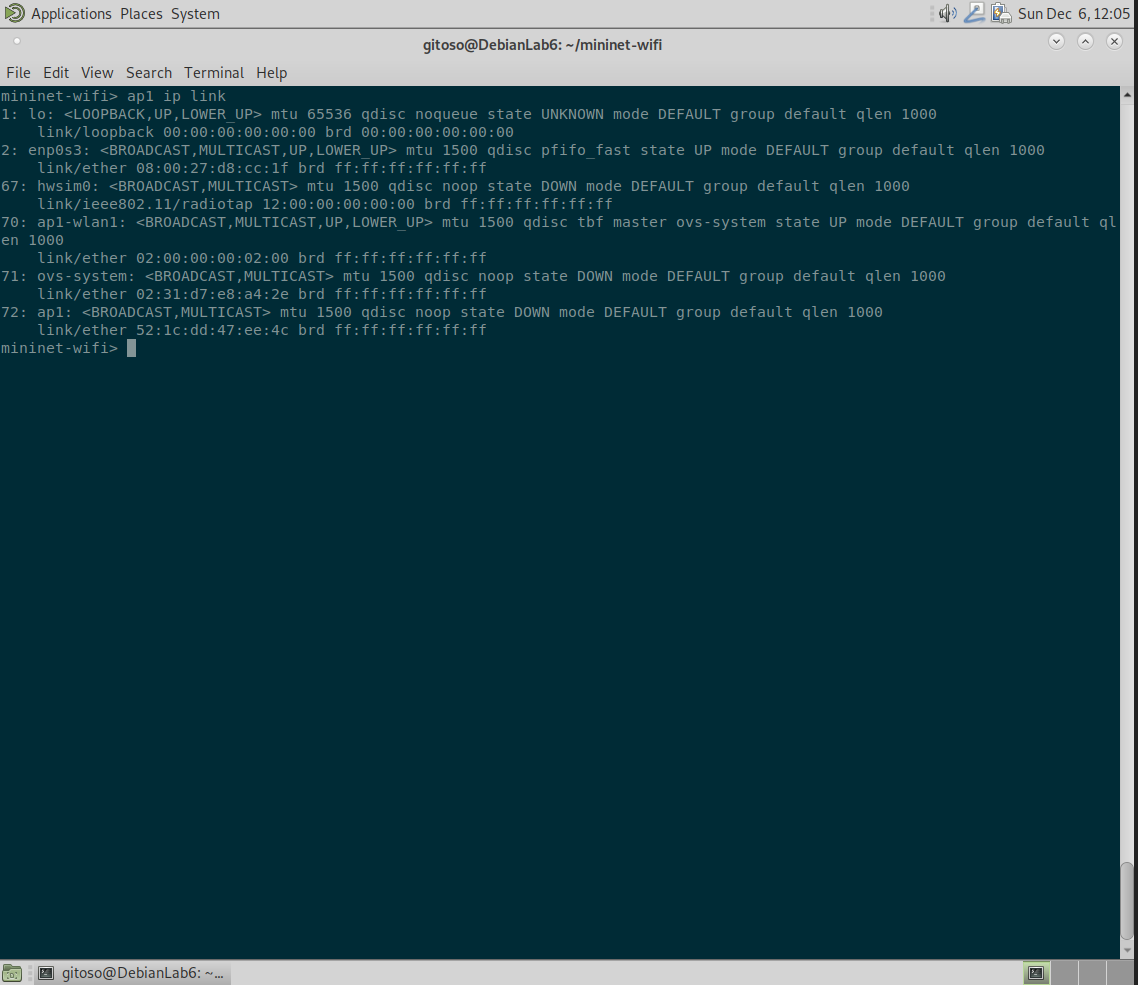 Applications Places System Sun Dec 6, 12:05
gitoso@DebianLab6: ~/mininet-wifi
File Edit View Search Terminal Help
mininet-wifi> ap1 ip link
1: lo: <LOOPBACK,UP,LOWER_UP> mtu 65536 qdisc noqueue state UNKNOWN mode DEFAULT group default qlen 1000
    link/loopback 00:00:00:00:00:00 brd 00:00:00:00:00:00
2: enp0s3: <BROADCAST,MULTICAST,UP,LOWER_UP> mtu 1500 qdisc pfifo_fast state UP mode DEFAULT group default qlen 1000
    link/ether 08:00:27:d8:cc:1f brd ff:ff:ff:ff:ff:ff
67: hwsim0: <BROADCAST,MULTICAST> mtu 1500 qdisc noop state DOWN mode DEFAULT group default qlen 1000
    link/ieee802.11/radiotap 12:00:00:00:00:00 brd ff:ff:ff:ff:ff:ff
70: ap1-wlan1: <BROADCAST,MULTICAST,UP,LOWER_UP> mtu 1500 qdisc tbf master ovs-system state UP mode DEFAULT group default ql
en 1000
    link/ether 02:00:00:00:02:00 brd ff:ff:ff:ff:ff:ff
71: ovs-system: <BROADCAST,MULTICAST> mtu 1500 qdisc noop state DOWN mode DEFAULT group default qlen 1000
    link/ether 02:31:d7:e8:a4:2e brd ff:ff:ff:ff:ff:ff
72: ap1: <BROADCAST,MULTICAST> mtu 1500 qdisc noop state DOWN mode DEFAULT group default qlen 1000
    link/ether 52:1c:dd:47:ee:4c brd ff:ff:ff:ff:ff:ff
mininet-wifi>
gitoso@DebianLab6: ~...